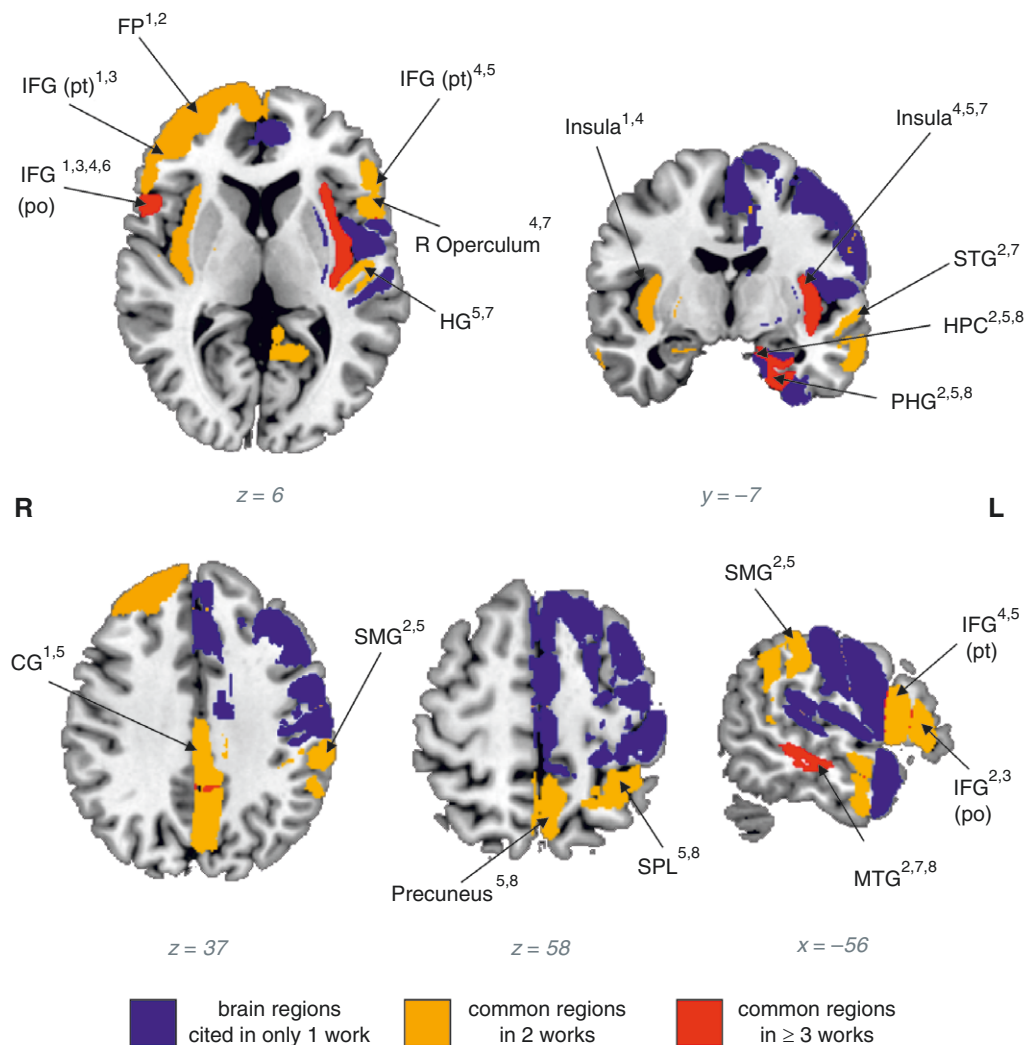 FP1,2
IFG (pt)1,3
IFG (pt)4,5
IFG 1,3,4,6
(po)
R Operculum 4,7
HG5,7
Insula1,4
Insula4,5,7
STG2,7
HPC2,5,8
PHG2,5,8
z = 6
y = −7
R
L
CG1,5
SMG2,5
Precuneus5,8
SPL5,8
SMG2,5
IFG4,5
(pt)
IFG2,3
(po)
MTG2,7,8
z = 37
z = 58
x = −56
brain regions
cited in only 1 work
common regions
in 2 works
common regions
in ≥ 3 works